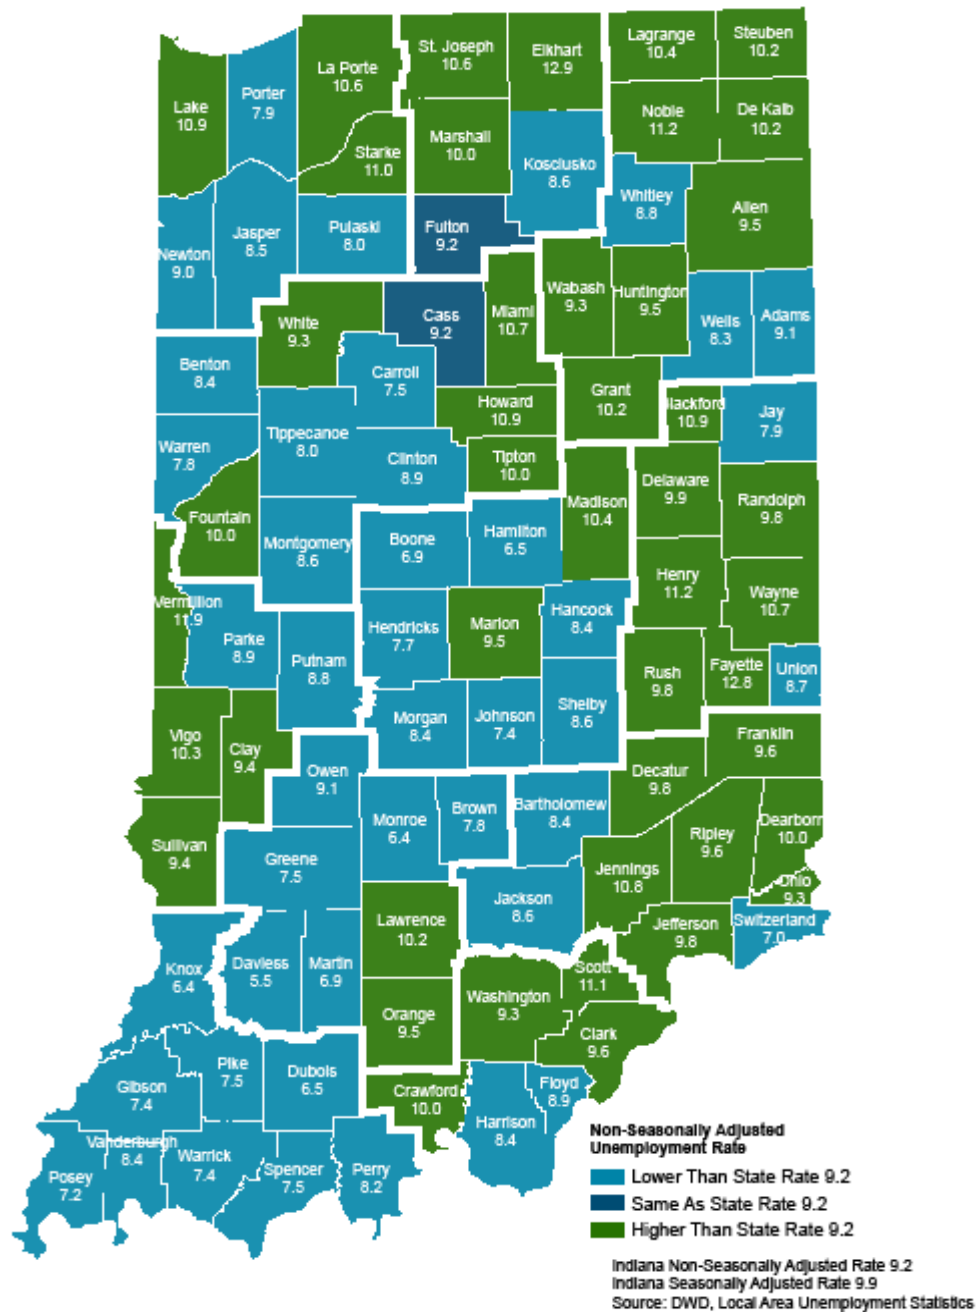 Lagrange
10.4
Steuben
10.2
St. Joseph
10.6
Elkhart
12.9
La Porte
10.6
Porter
7.9
Lake
10.9
Noble
11.2
De Kalb
10.2
Marshall
10.0
Starke
11.0
Kosciusko
8.6
Whitley
8.8
Allen
9.5
Newton
9.0
Jasper
8.5
Pulaski
8.0
Fulton
9.2
White
9.3
Cass
9.2
Miami
10.7
Wabash
9.3
Huntington
9.5
Wells
8.3
Adams
9.1
Benton
8.4
Carroll
7.5
Howard
10.9
Grant
10.2
Blackford
10.9
Jay
7.9
Warren
7.8
Tippecanoe
8.0
Clinton
8.9
Tipton
10.0
Madison
10.4
Delaware
9.9
Randolph
9.8
Fountain
10.0
Montgomery
8.6
Boone
6.9
Hamilton
6.5
Henry
11.2
Wayne
10.7
Vermillion
11.9
Parke
8.9
Putnam
8.8
Hendricks
7.7
Marion
9.5
Hancock
8.4
Rush
9.8
Fayette
12.8
Union
8.7
Vigo
10.3
Clay
9.4
Owen
9.1
Morgan
8.4
Johnson
7.4
Shelby
8.6
Decatur
9.8
Franklin
9.6
Sullivan
9.4
Greene
7.5
Monroe
6.4
Brown
7.8
Bartholomew
8.4
Jennings
10.8
Ripley
9.6
Dearborn
10.0
Ohio
9.3
Switzerland
7.0
Jefferson
9.8
Jackson
8.6
Lawrence
10.2
Knox
6.4
Daviess
5.5
Martin
6.9
Orange
9.5
Washington
9.3
Scott
11.1
Clark
9.6
Gibson
7.4
Pike
7.5
Dubois
6.5
Crawford
10.0
Harrison
8.4
Floyd
8.9
Posey
7.2
Vanderburgh
8.4
Warrick
7.4
Spencer
7.5
Perry
8.2
Non-Seasonally Adjusted
Unemployment Rate
Lower Than State Rate 9.2
Same As State Rate 9.2
Higher Than State Rate 9.2
Indiana Non-Seasonally Adjusted Rate 9.2
Indiana Seasonally Adjusted Rate 9.9
Source: DWD, Local Area Unemployment Statistics